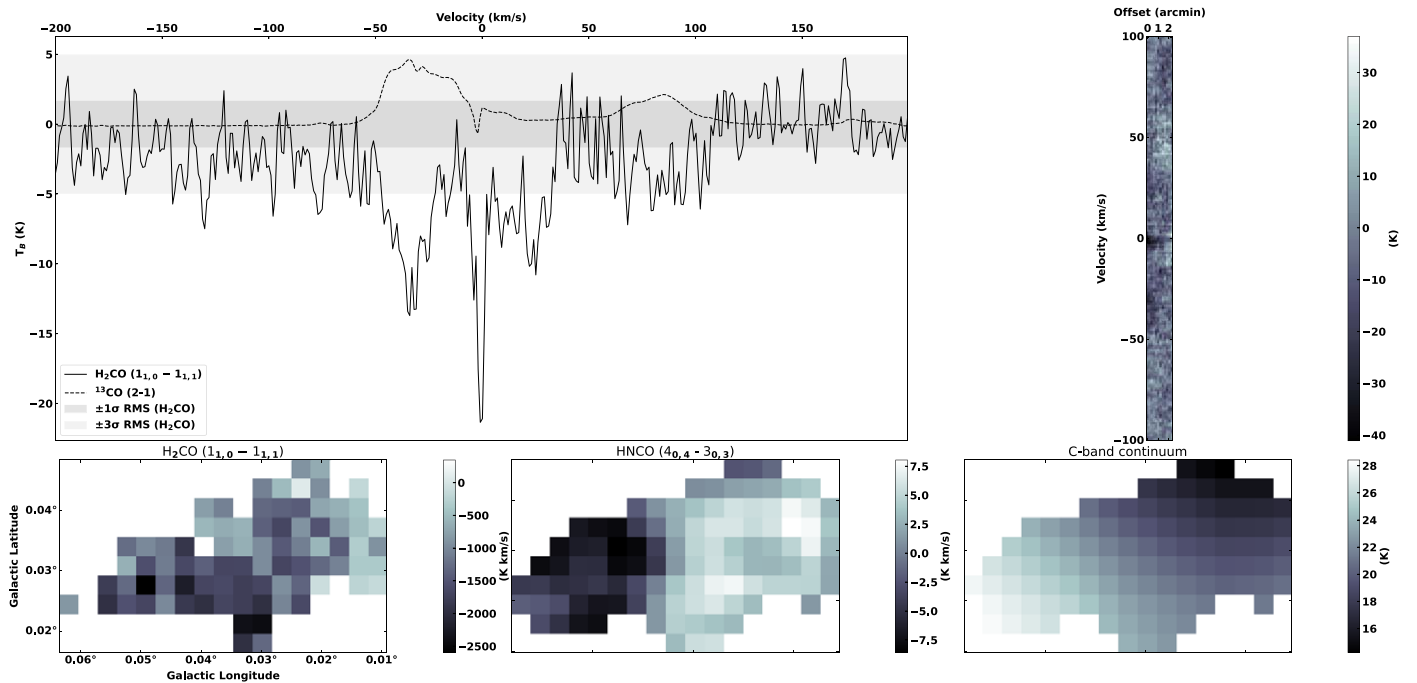 Velocity (km/s)
−200 −150 −100 −50 0 50 100 150
5
0
−5
−10
−15
−20
T_B (K)
H₂CO (1₁,₀ − 1₁,₁)
¹³CO (2-1)
±1σ RMS (H₂CO)
±3σ RMS (H₂CO)
Offset (arcmin)
0 1 2
100
50
0
−50
−100
Velocity (km/s)
30
20
10
0
−10
−20
−30
−40
(K)
H₂CO (1₁,₀ − 1₁,₁)
0.04°
0.03°
0.02°
Galactic Latitude
0.06° 0.05° 0.04° 0.03° 0.02° 0.01°
Galactic Longitude
0
−500
−1000
−1500
−2000
−2500
(K km/s)
HNCO (4₀,₄ - 3₀,₃)
7.5
5.0
2.5
0.0
−2.5
−5.0
−7.5
(K km/s)
C-band continuum
28
26
24
22
20
18
16
(K)